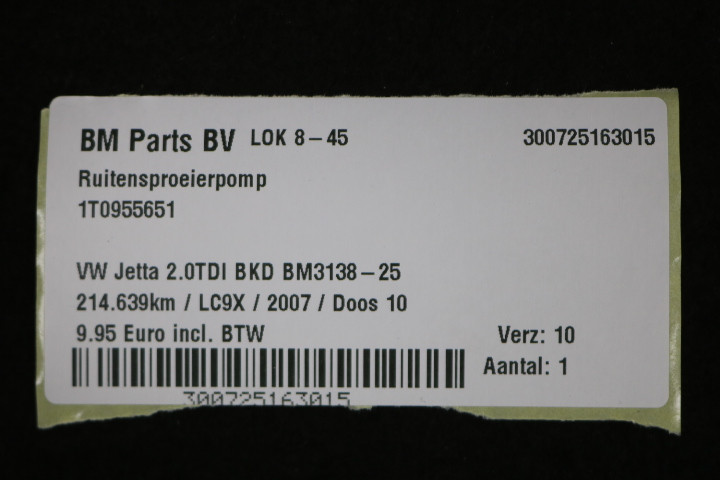 BM Parts BV LOK 8-45 300725163015
Ruitensproeierpomp
1T0955651
VW Jetta 2.0TDI BKD BM3138-25
214.639km / LC9X / 2007 / Doos 10
9.95 Euro incl. BTW Verz: 10
Aantal: 1
300725163015